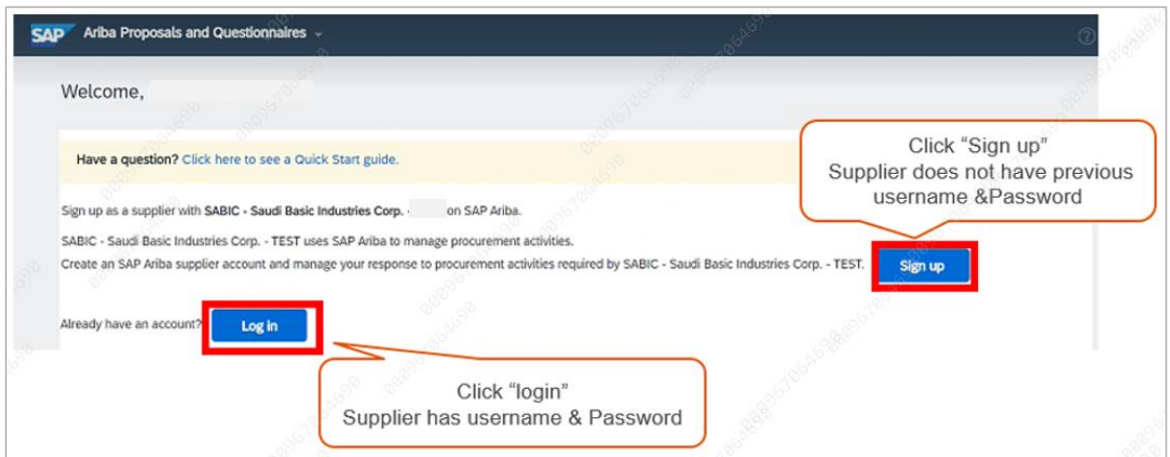 SAP Ariba Proposals and Questionnaires
Welcome,
Have a question? Click here to see a Quick Start guide.
Click "Sign up"
Supplier does not have previous
username &Password
Sign up as a supplier with SABIC - Saudi Basic Industries Corp. - on SAP Ariba.
SABIC - Saudi Basic Industries Corp. - TEST uses SAP Ariba to manage procurement activities.
Create an SAP Ariba supplier account and manage your response to procurement activities required by SABIC - Saudi Basic Industries Corp. - TEST.
Sign up
Already have an account?
Log in
Click "login"
Supplier has username & Password